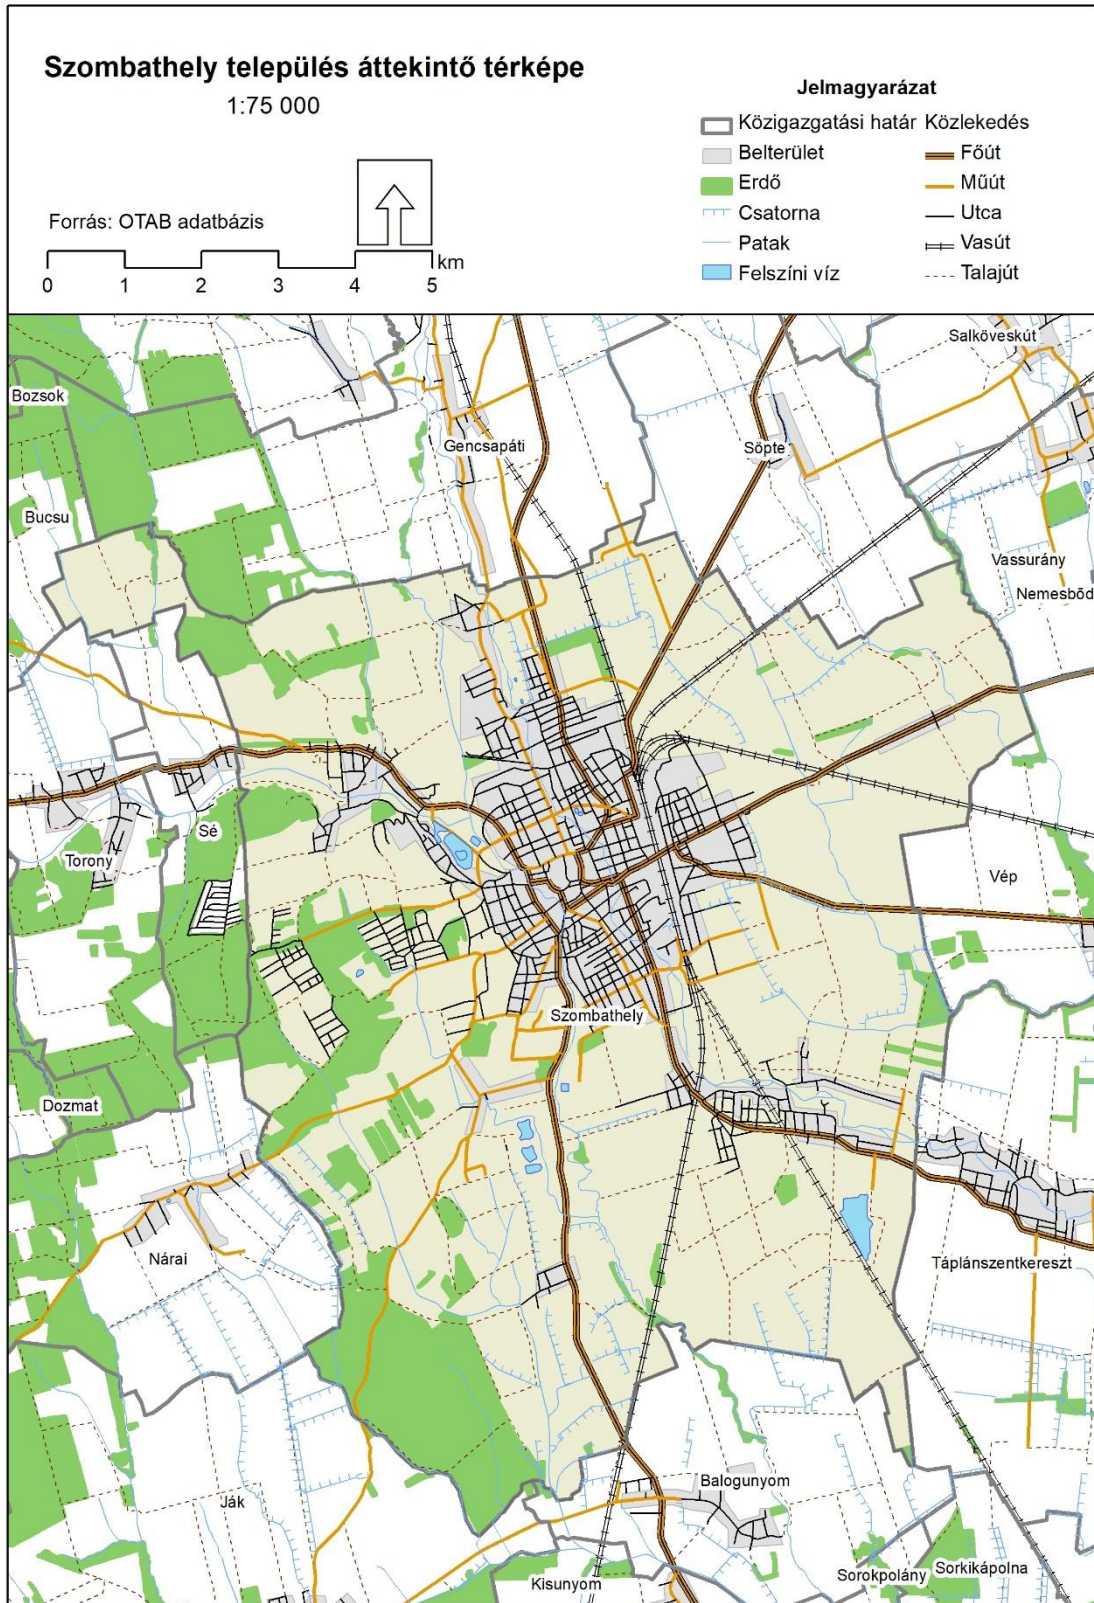 Szombathely település áttekintő térképe
1:75 000
Forrás: OTAB adatbázis
km
0 1 2 3 4 5
Jelmagyarázat
Közigazgatási határ
Belterület
Erdő
Csatorna
Patak
Felszíni víz
Közlekedés
Főút
Műút
Utca
Vasút
Talajút
Salköveskút
Bozsok
Gencsapáti
Söpte
Bucsu
Vassurány
Nemesbőd
Sé
Torony
Vép
Szombathely
Dozmat
Nárai
Táplánszentkereszt
Balogunyom
Ják
Kisunyom
Sorokpolány
Sorkikápolna